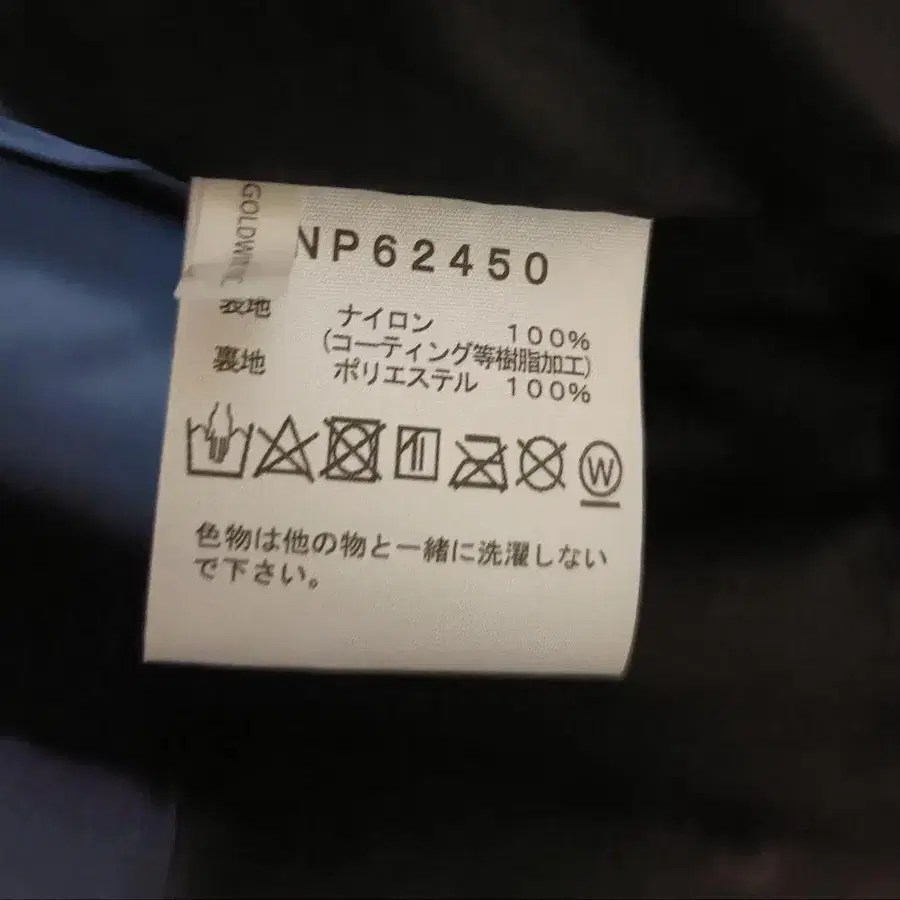 GOLDWIN
NP62450
表地 ナイロン 100%
(コーティング等樹脂加工)
裏地 ポリエステル 100%
W
色物は他の物と一緒に洗濯しない
で下さい。